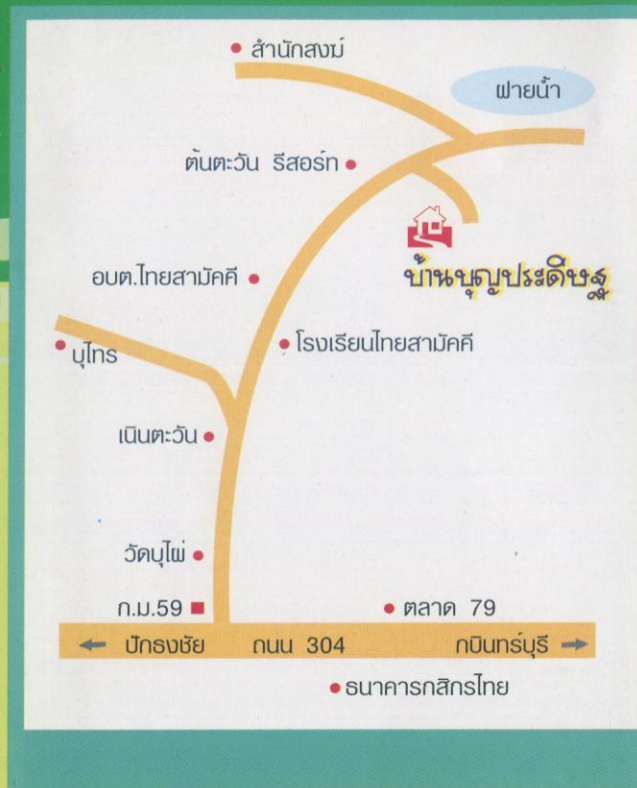 สำนักสงฆ์
ฝายน้ำ
ต้นตะวัน รีสอร์ท
บ้านบุญประดิษฐ
อบต.ไทยสามัคคี
โรงเรียนไทยสามัคคี
บุไทร
เนินตะวัน
วัดบุไผ่
ก.ม.59
ตลาด 79
← ปักธงชัย ถนน 304 กบินทร์บุรี →
ธนาคารกสิกรไทย